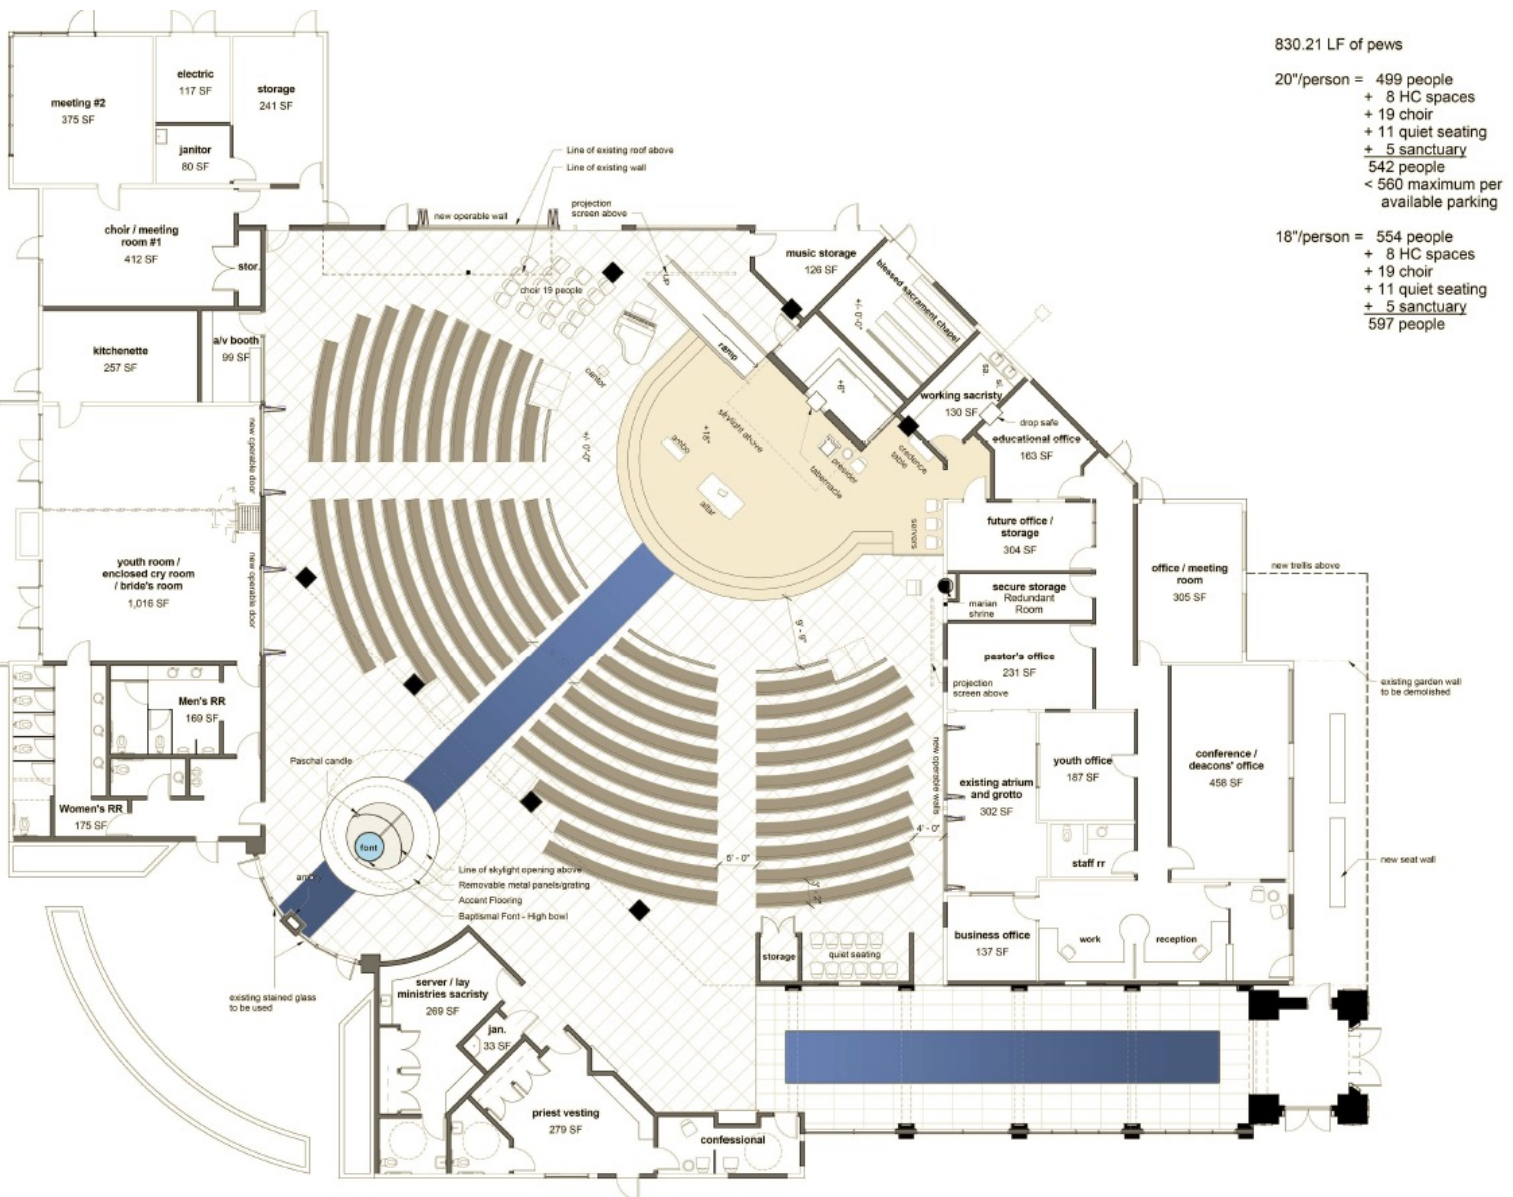 830.21 LF of pews
20"/person = 499 people
+ 8 HC spaces
+ 19 choir
+ 11 quiet seating
+ 5 sanctuary
542 people
< 560 maximum per
available parking
18"/person = 554 people
+ 8 HC spaces
+ 19 choir
+ 11 quiet seating
+ 5 sanctuary
597 people
meeting #2
375 SF
electric
117 SF
storage
241 SF
janitor
80 SF
choir / meeting
room #1
412 SF
stor.
Line of existing roof above
Line of existing wall
new operable wall
projection
screen above
choir 19 people
up
ramp
music storage
126 SF
blessed sacrament chapel
+/- 0'-0"
kitchenette
257 SF
a/v booth
99 SF
cantor
+/- 0'-0"
+6"
working sacristy
130 SF
sa.
drop safe
educational office
163 SF
skylight above
+18"
ambo
altar
presider
tabernacle
credence
table
servers
new operable door
new operable door
youth room /
enclosed cry room
/ bride's room
1,016 SF
future office /
storage
304 SF
secure storage
Redundant
Room
marian
shrine
office / meeting
room
305 SF
new trellis above
9' - 9"
pastor's office
231 SF
projection
screen above
existing garden wall
to be demolished
Men's RR
169 SF
Women's RR
175 SF
Paschal candle
font
Line of skylight opening above
Removable metal panels/grating
Accent Flooring
Baptismal Font - High bowl
existing stained glass
to be used
new operable walls
4' - 0"
existing atrium
and grotto
302 SF
youth office
187 SF
conference /
deacons' office
458 SF
staff rr
new seat wall
business office
137 SF
work
reception
storage
quiet seating
server / lay
ministries sacristy
269 SF
jan.
33 SF
priest vesting
279 SF
confessional